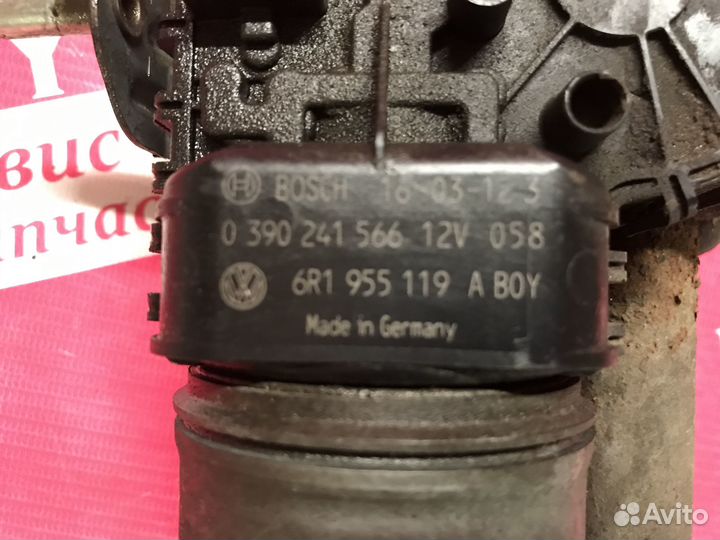 вис
пчас
BOSCH 16-03-12 3
0 390 241 566 12V 058
6R1 955 119 A BOY
Made in Germany
Avito